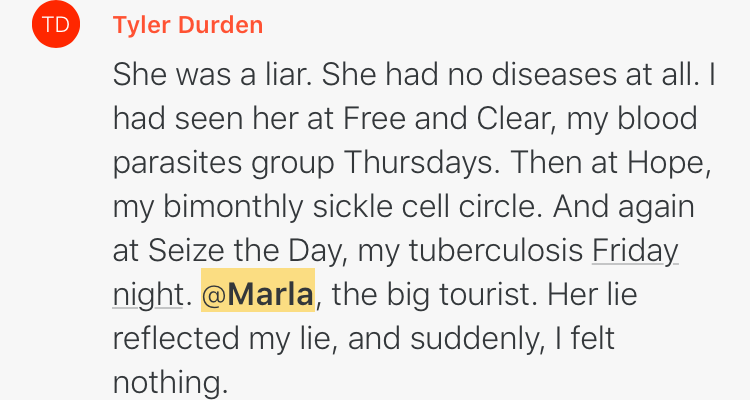 TD
Tyler Durden
She was a liar. She had no diseases at all. I
had seen her at Free and Clear, my blood
parasites group Thursdays. Then at Hope,
my bimonthly sickle cell circle. And again
at Seize the Day, my tuberculosis Friday
night. @Marla, the big tourist. Her lie
reflected my lie, and suddenly, I felt
nothing.